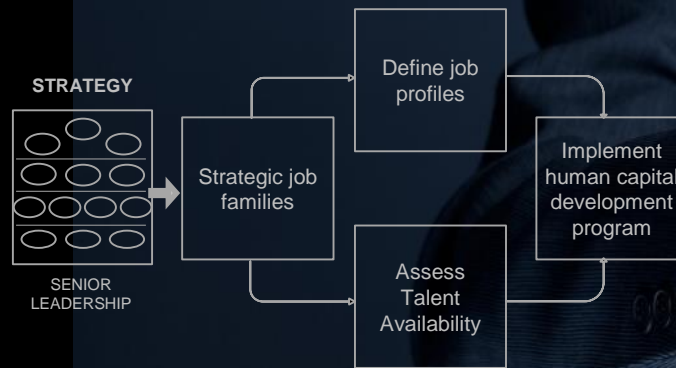 STRATEGY
SENIOR
LEADERSHIP
Strategic job
families
Define job
profiles
Assess
Talent
Availability
Implement
human capital
development
program